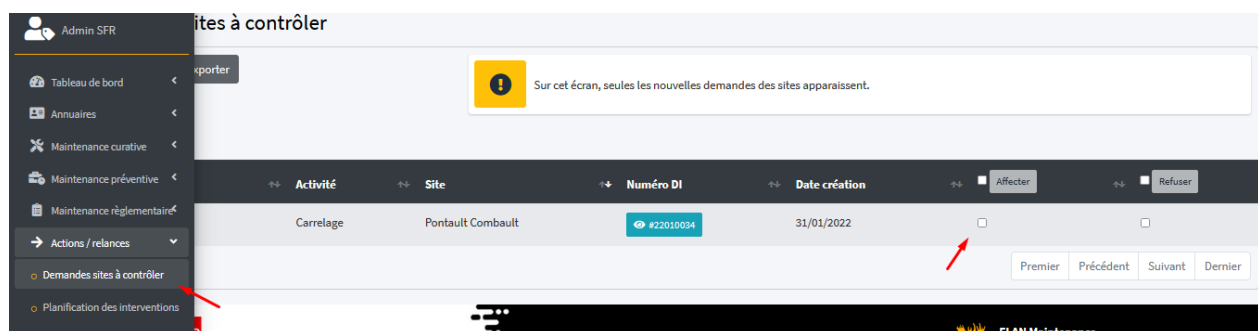 Admin SFR
ites à contrôler
xporter
Sur cet écran, seules les nouvelles demandes des sites apparaissent.
Tableau de bord
Annuaires
Maintenance curative
Maintenance préventive
Maintenance règlementaire
Actions / relances
Demandes sites à contrôler
Planification des interventions
Activité Site Numéro DI Date création Affecter Refuser
Carrelage Pontault Combault #22010034 31/01/2022
Premier Précédent Suivant Dernier